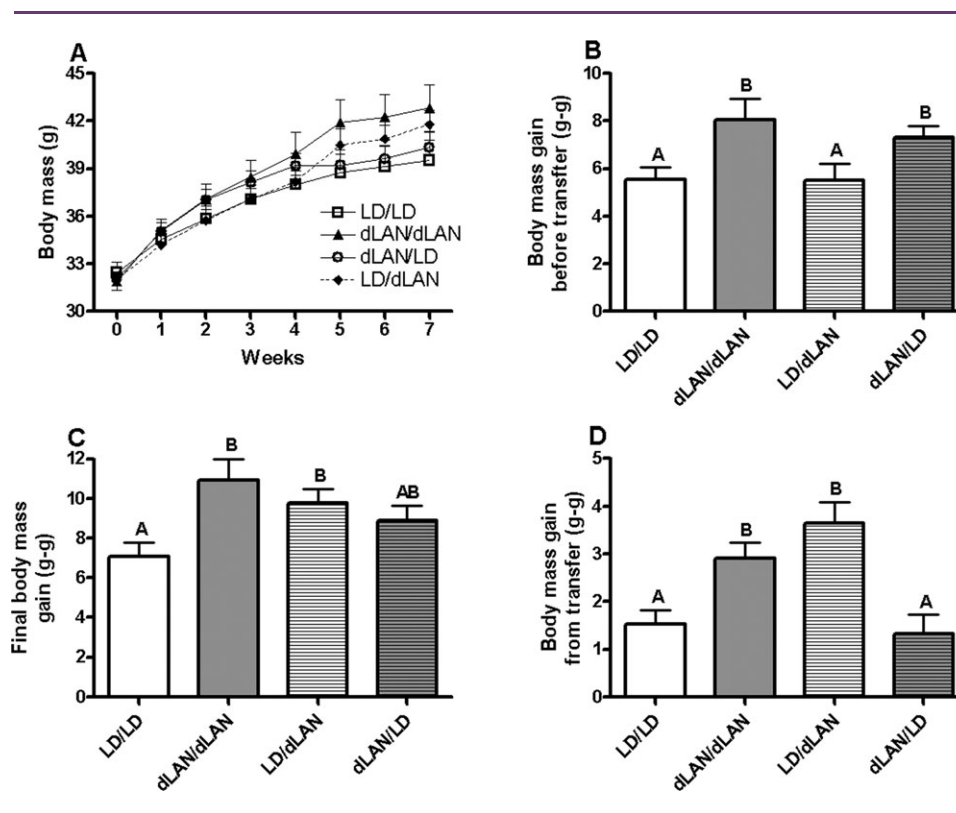 A
Body mass (g)
45
42
39
36
33
30
0 1 2 3 4 5 6 7
Weeks
LD/LD
dLAN/dLAN
dLAN/LD
LD/dLAN
B
Body mass gain
before transfer (g-g)
10
8
6
4
2
0
A
B
A
B
LD/LD
dLAN/dLAN
LD/dLAN
dLAN/LD
C
Final body mass
gain (g-g)
12
10
8
6
4
2
0
A
B
B
AB
LD/LD
dLAN/dLAN
LD/dLAN
dLAN/LD
D
Body mass gain
from transfer (g-g)
5
4
3
2
1
0
A
B
B
A
LD/LD
dLAN/dLAN
LD/dLAN
dLAN/LD